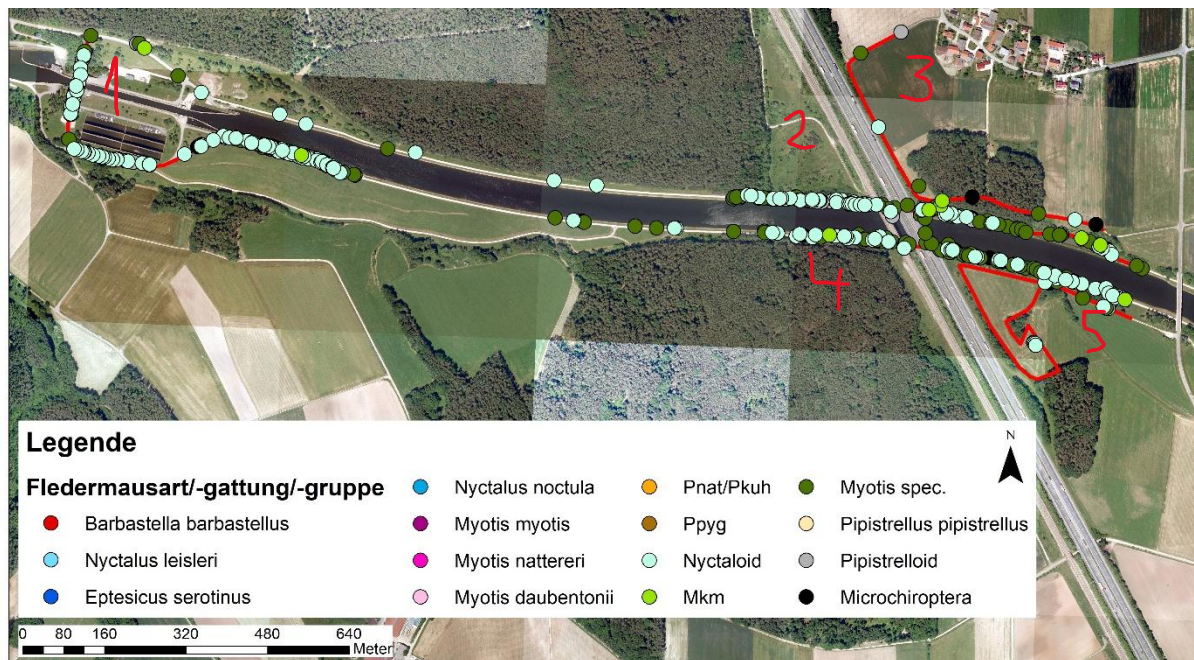 1
2
3
4
5
Legende
N
Fledermausart/-gattung/-gruppe
Barbastella barbastellus
Nyctalus leisleri
Eptesicus serotinus
Nyctalus noctula
Myotis myotis
Myotis nattereri
Myotis daubentonii
Pnat/Pkuh
Ppyg
Nyctaloid
Mkm
Myotis spec.
Pipistrellus pipistrellus
Pipistrelloid
Microchiroptera
0 80 160 320 480 640
Meter